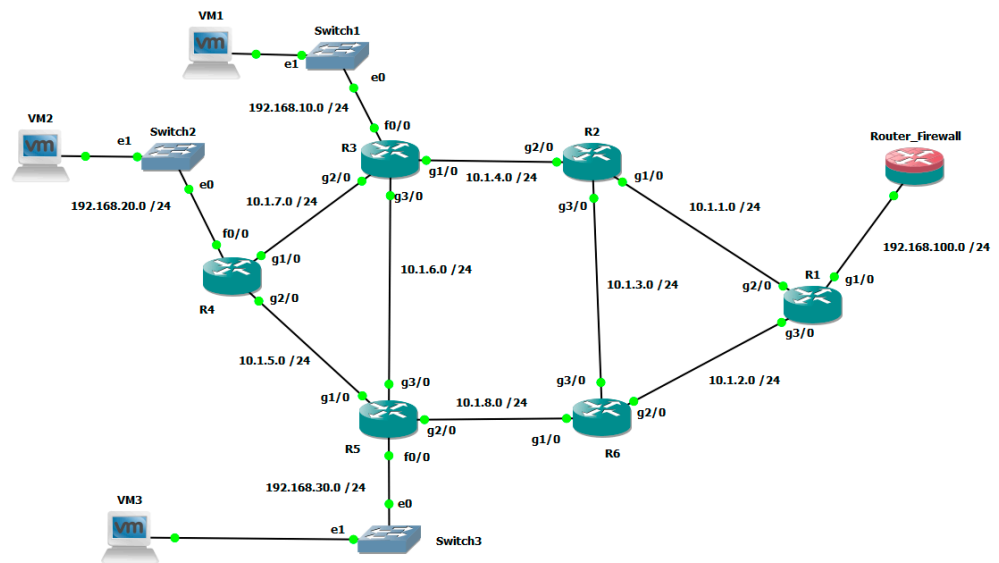 VM1
Switch1
e1
e0
192.168.10.0 /24
VM2
Switch2
e1
f0/0
R3
R2
Router_Firewall
g2/0
g1/0
10.1.4.0 /24
g2/0
g1/0
e0
192.168.20.0 /24
10.1.7.0 /24
g3/0
g3/0
10.1.1.0 /24
f0/0
192.168.100.0 /24
g1/0
10.1.6.0 /24
10.1.3.0 /24
R1
g2/0
g1/0
g2/0
R4
g3/0
10.1.5.0 /24
10.1.2.0 /24
g3/0
g3/0
g1/0
10.1.8.0 /24
g2/0
g2/0
g1/0
R5
R6
f0/0
192.168.30.0 /24
VM3
e0
e1
Switch3
vm
vm
vm